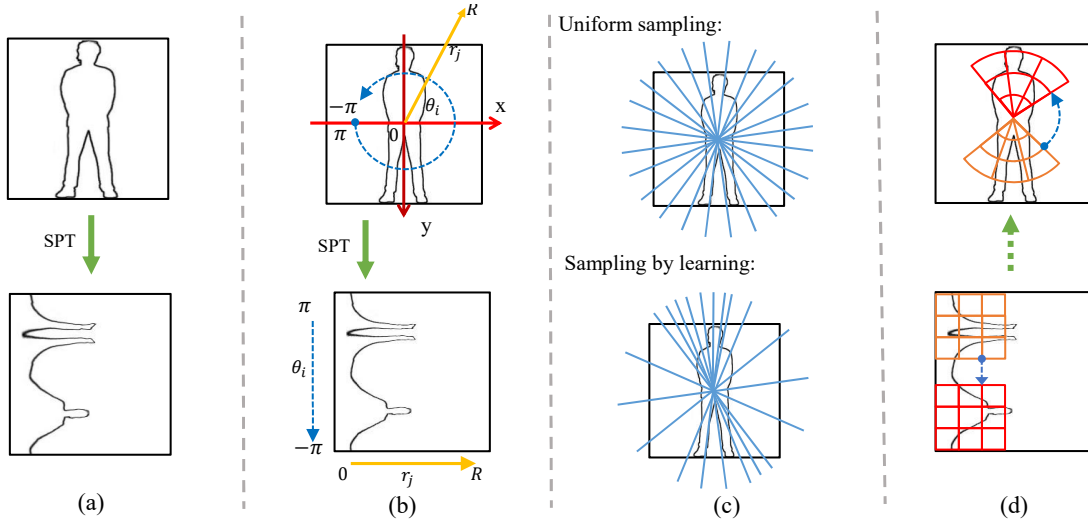 SPT
(a)
R
r_j
−π
θ_i
x
π
0
y
SPT
π
θ_i
−π
0
r_j
R
(b)
Uniform sampling:
Sampling by learning:
(c)
(d)